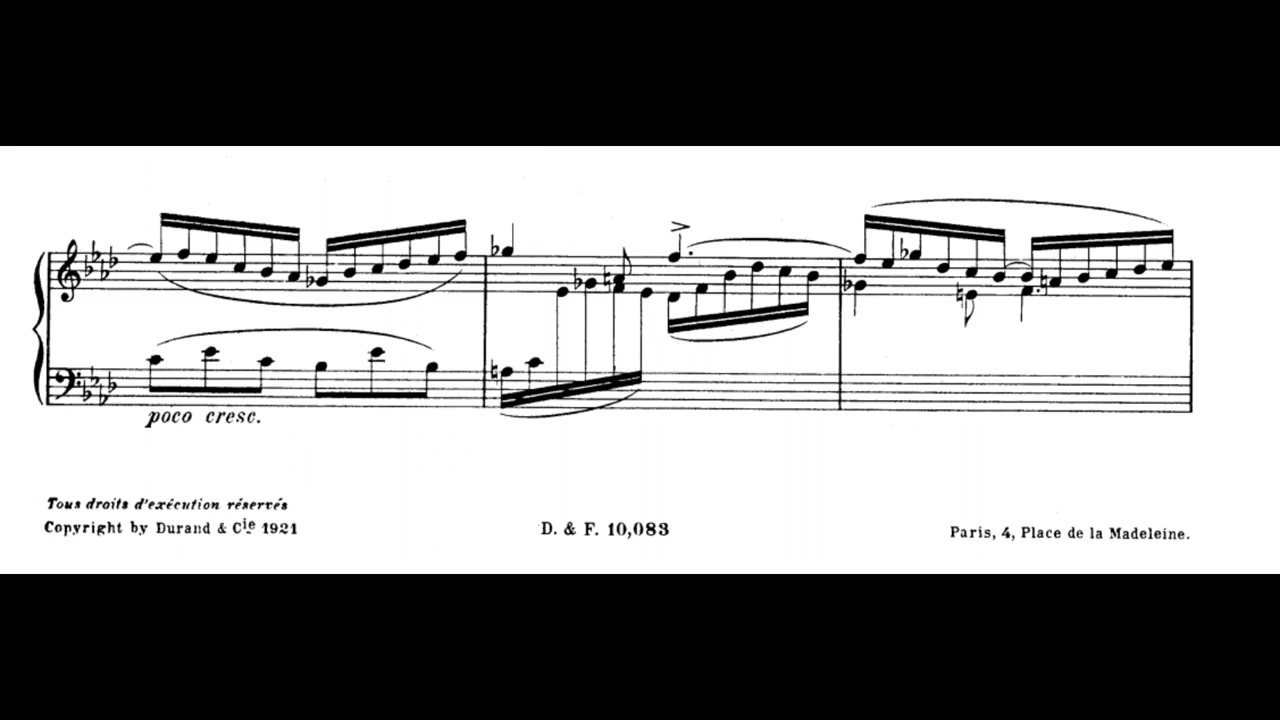 poco cresc.
Tous droits d'exécution réservés
Copyright by Durand & Cie 1921
D. & F. 10,083
Paris, 4, Place de la Madeleine.